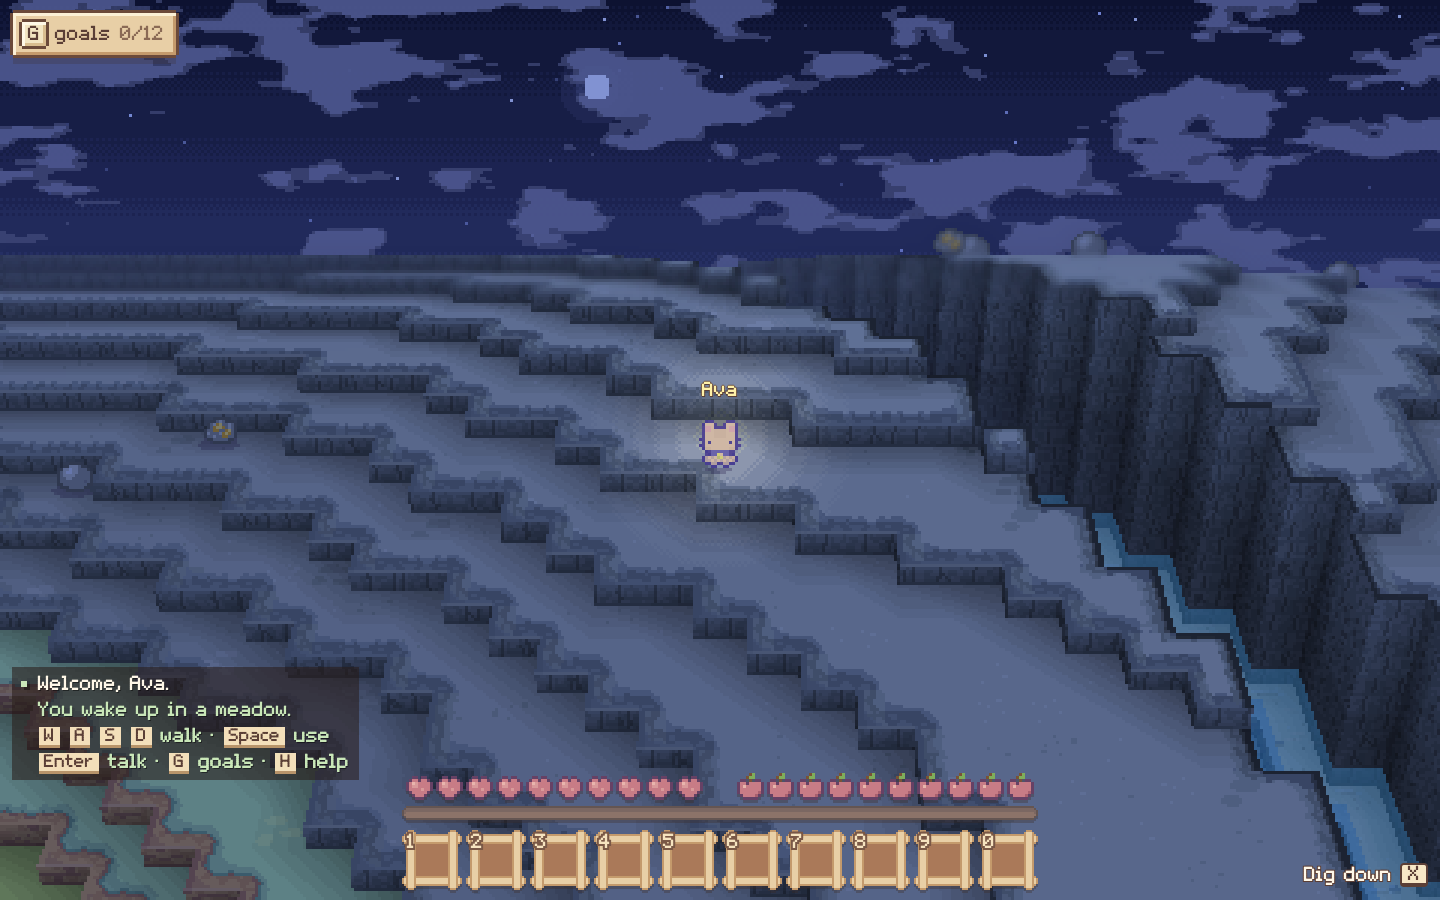 G goals 0/12
Ava
Welcome, Ava.
You wake up in a meadow.
W A S D walk · Space use
Enter talk · G goals · H help
1 2 3 4 5 6 7 8 9 0
Dig down X